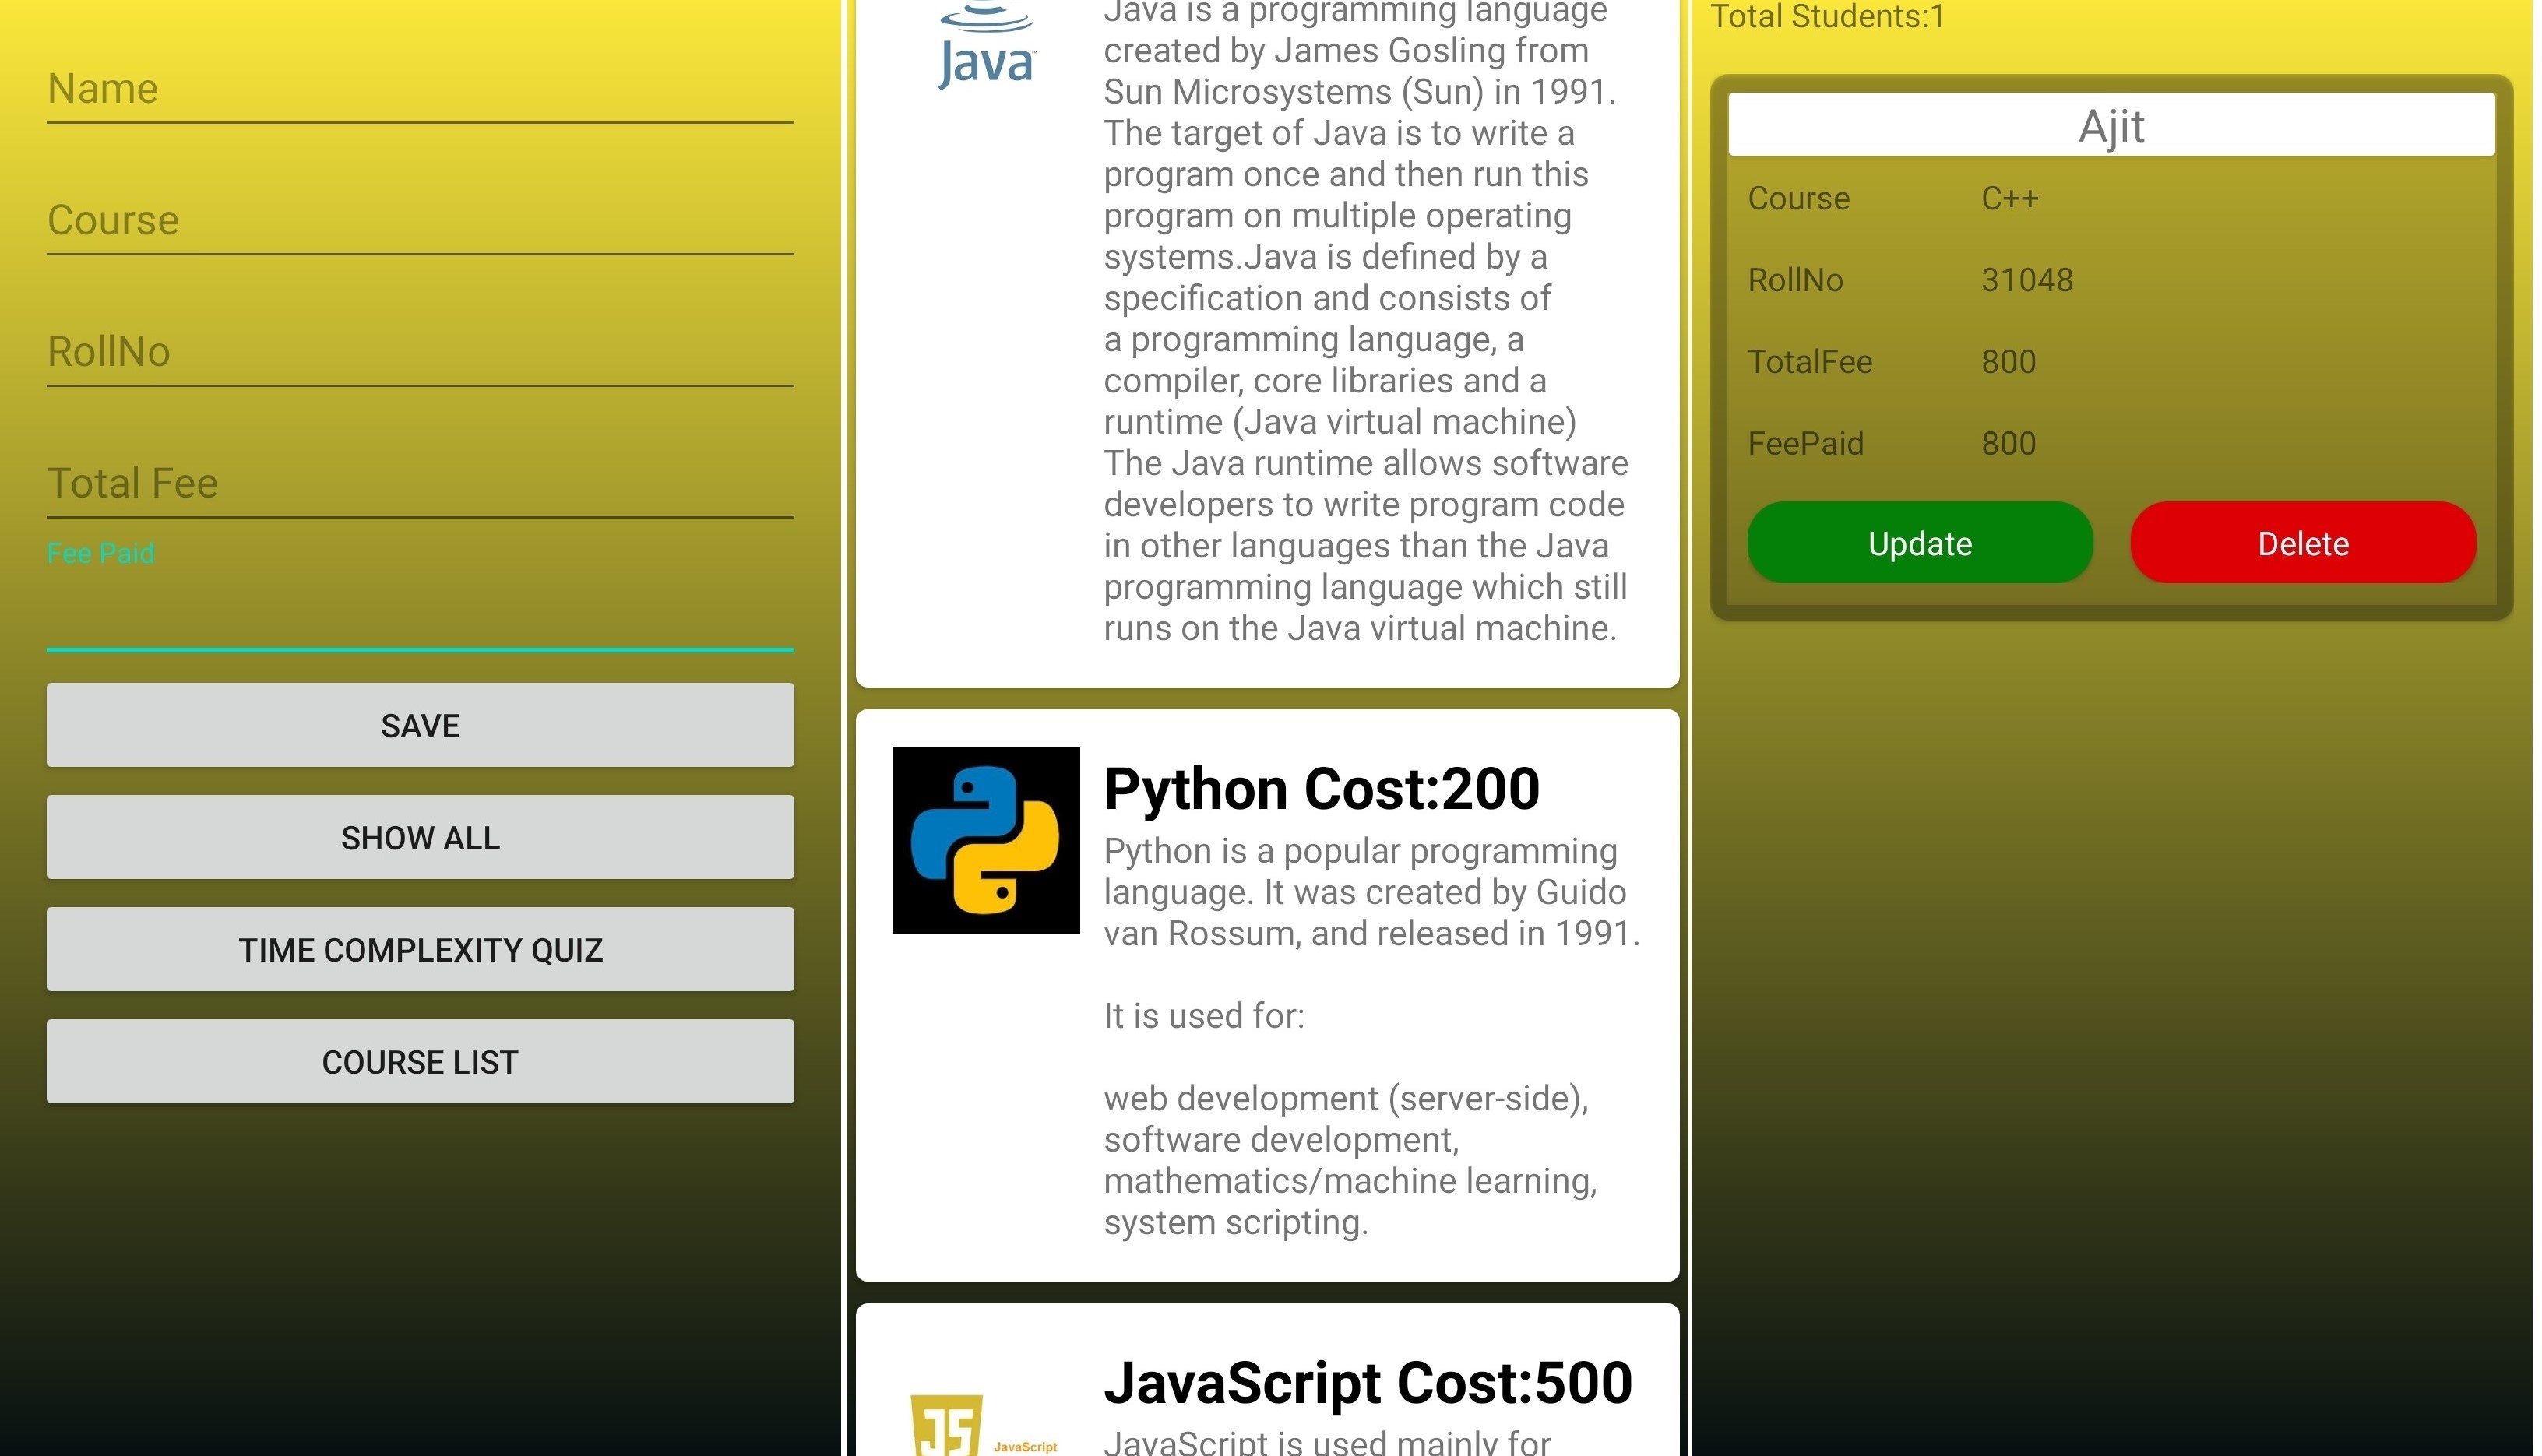 Name
Course
RollNo
Total Fee
Fee Paid
SAVE
SHOW ALL
TIME COMPLEXITY QUIZ
COURSE LIST
Java
Java is a programming language
created by James Gosling from
Sun Microsystems (Sun) in 1991.
The target of Java is to write a
program once and then run this
program on multiple operating
systems.Java is defined by a
specification and consists of
a programming language, a
compiler, core libraries and a
runtime (Java virtual machine)
The Java runtime allows software
developers to write program code
in other languages than the Java
programming language which still
runs on the Java virtual machine.
Python Cost:200
Python is a popular programming
language. It was created by Guido
van Rossum, and released in 1991.
It is used for:
web development (server-side),
software development,
mathematics/machine learning,
system scripting.
JavaScript Cost:500
JS
JavaScript
JavaScript is used mainly for
Total Students:1
Ajit
Course C++
RollNo 31048
TotalFee 800
FeePaid 800
Update Delete